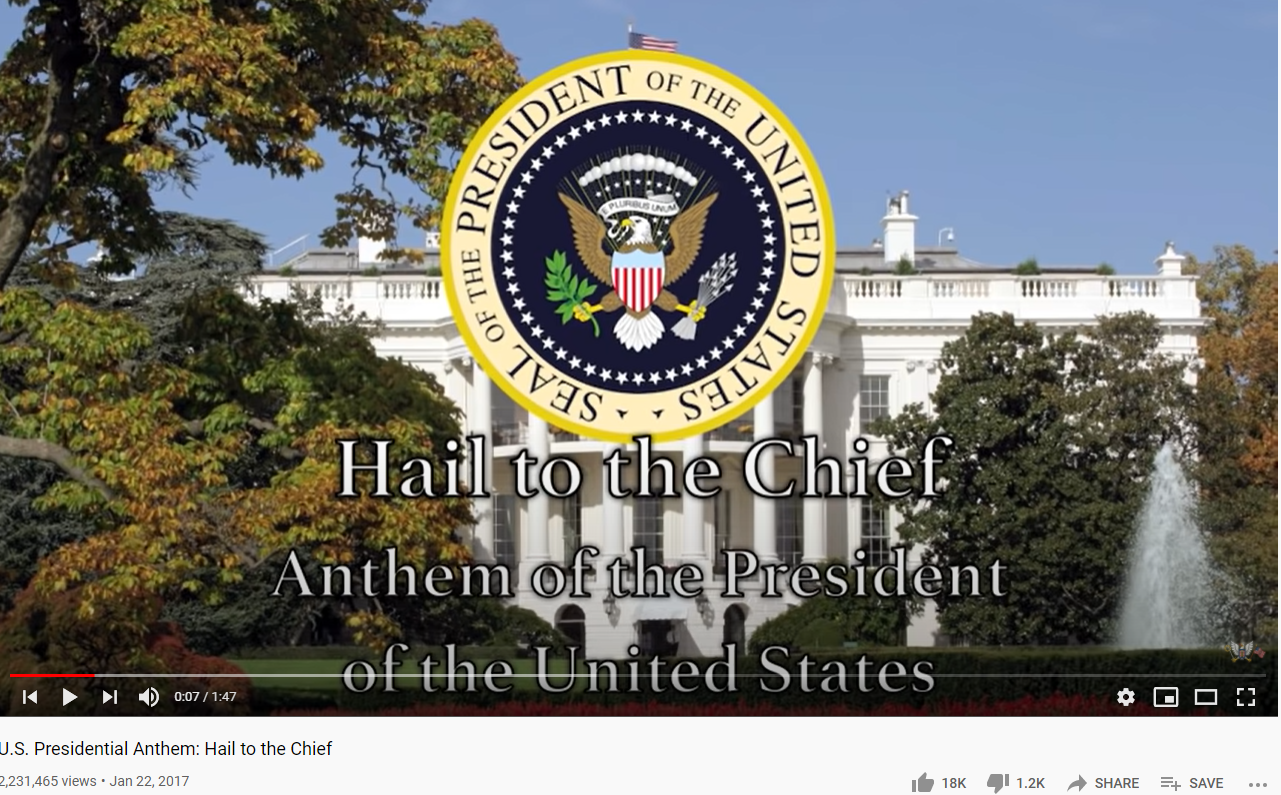 SEAL OF THE PRESIDENT OF THE UNITED STATES
E PLURIBUS UNUM
Hail to the Chief
Anthem of the President
of the United States
0:07 / 1:47
U.S. Presidential Anthem: Hail to the Chief
2,231,465 views • Jan 22, 2017
18K 1.2K SHARE SAVE